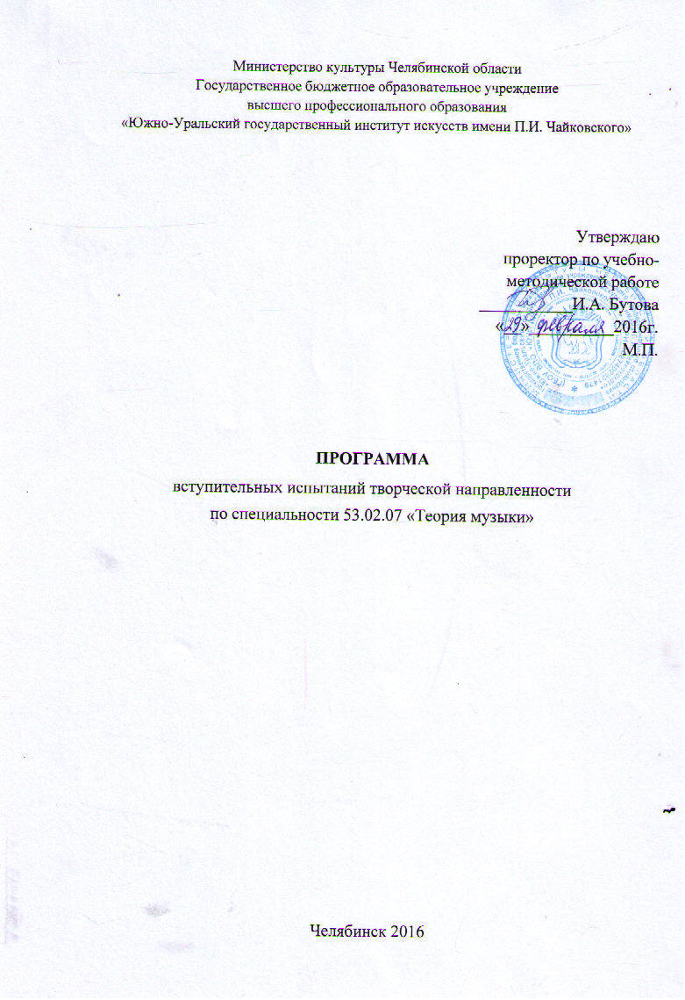 Министерство культуры Челябинской области
Государственное бюджетное образовательное учреждение
высшего профессионального образования
«Южно-Уральский государственный институт искусств имени П.И. Чайковского»
Утверждаю
проректор по учебно-
методической работе
___________И.А. Бутова
«29» февраля 2016г.
М.П.
ПРОГРАММА
вступительных испытаний творческой направленности
по специальности 53.02.07 «Теория музыки»
Челябинск 2016